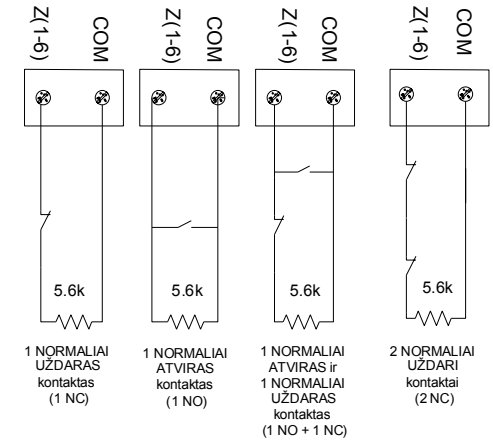 Z(1-6) COM
Z(1-6) COM
Z(1-6) COM
Z(1-6) COM
5.6k
5.6k
5.6k
5.6k
1 NORMALIAI
UŽDARAS
kontaktas
(1 NC)
1 NORMALIAI
ATVIRAS
kontaktas
(1 NO)
1 NORMALIAI
ATVIRAS ir
1 NORMALIAI
UŽDARAS
kontaktas
(1 NO + 1 NC)
2 NORMALIAI
UŽDARI
kontaktai
(2 NC)